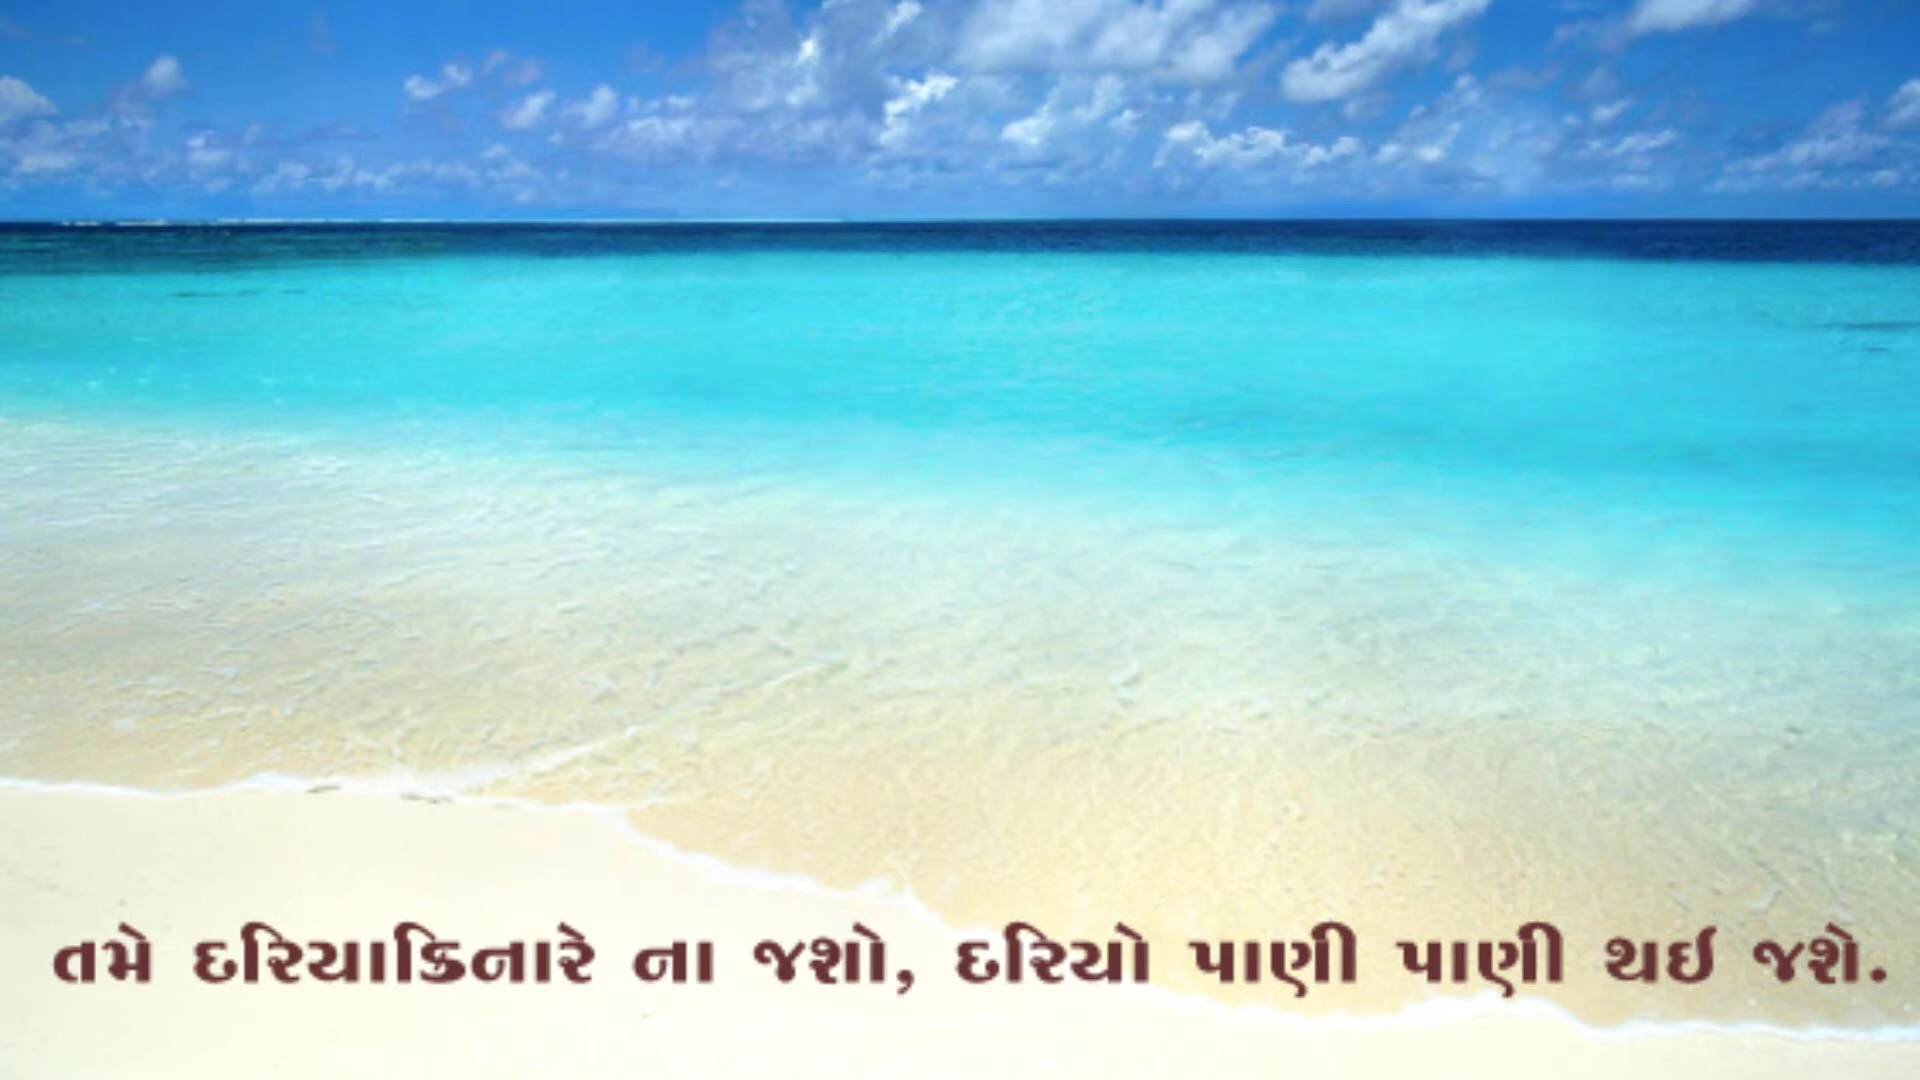 તમે દરિયાકિનારે ના જશો, દરિયો પાણી પાણી થઇ જશે.